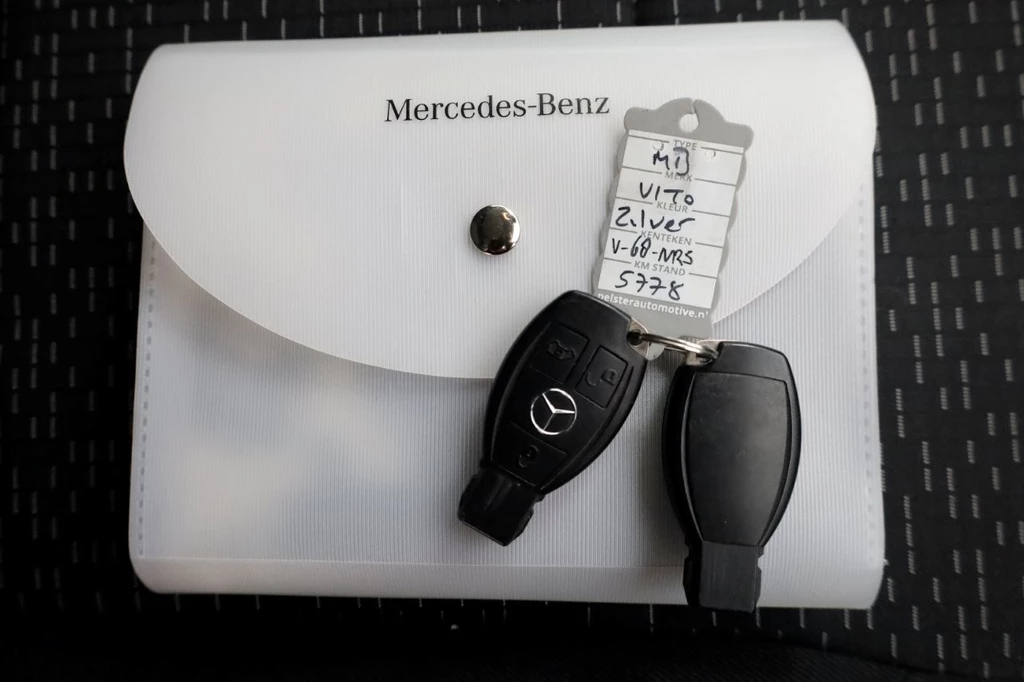 Mercedes-Benz
TYPE
MB
MERK
VITO
KLEUR
Zilver
KENTEKEN
V-68-NRS
KM STAND
5778
pelsterautomotive.nl